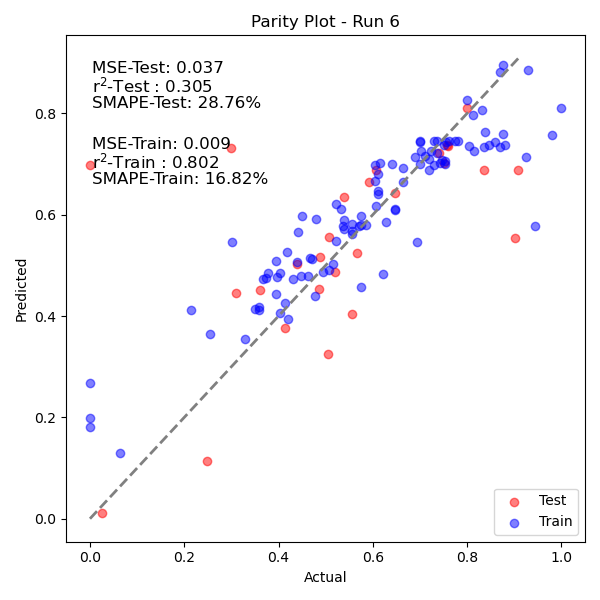 Parity Plot - Run 6
MSE-Test: 0.037
r²-Test : 0.305
SMAPE-Test: 28.76%
MSE-Train: 0.009
r²-Train : 0.802
SMAPE-Train: 16.82%
Predicted
0.8
0.6
0.4
0.2
0.0
Test
Train
0.0 0.2 0.4 0.6 0.8 1.0
Actual